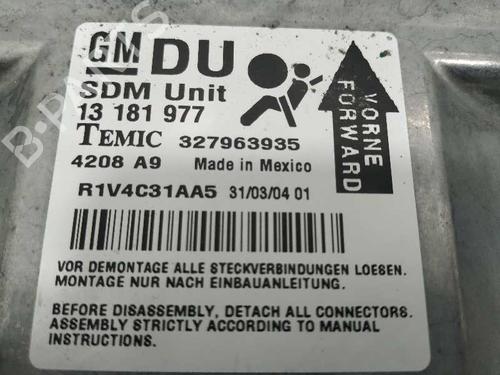 GM DU
SDM Unit
13 181 977
TEMIC 327963935
4208 A9 Made in Mexico
R1V4C31AA5 31/03/04 01
VORNE
FORWARD
VOR DEMONTAGE ALLE STECKVERBINDUNGEN LOESEN.
MONTAGE NUR NACH EINBAUANLEITUNG.
BEFORE DISASSEMBLY, DETACH ALL CONNECTORS.
ASSEMBLY STRICTLY ACCORDING TO MANUAL
INSTRUCTIONS.
B-PARTS